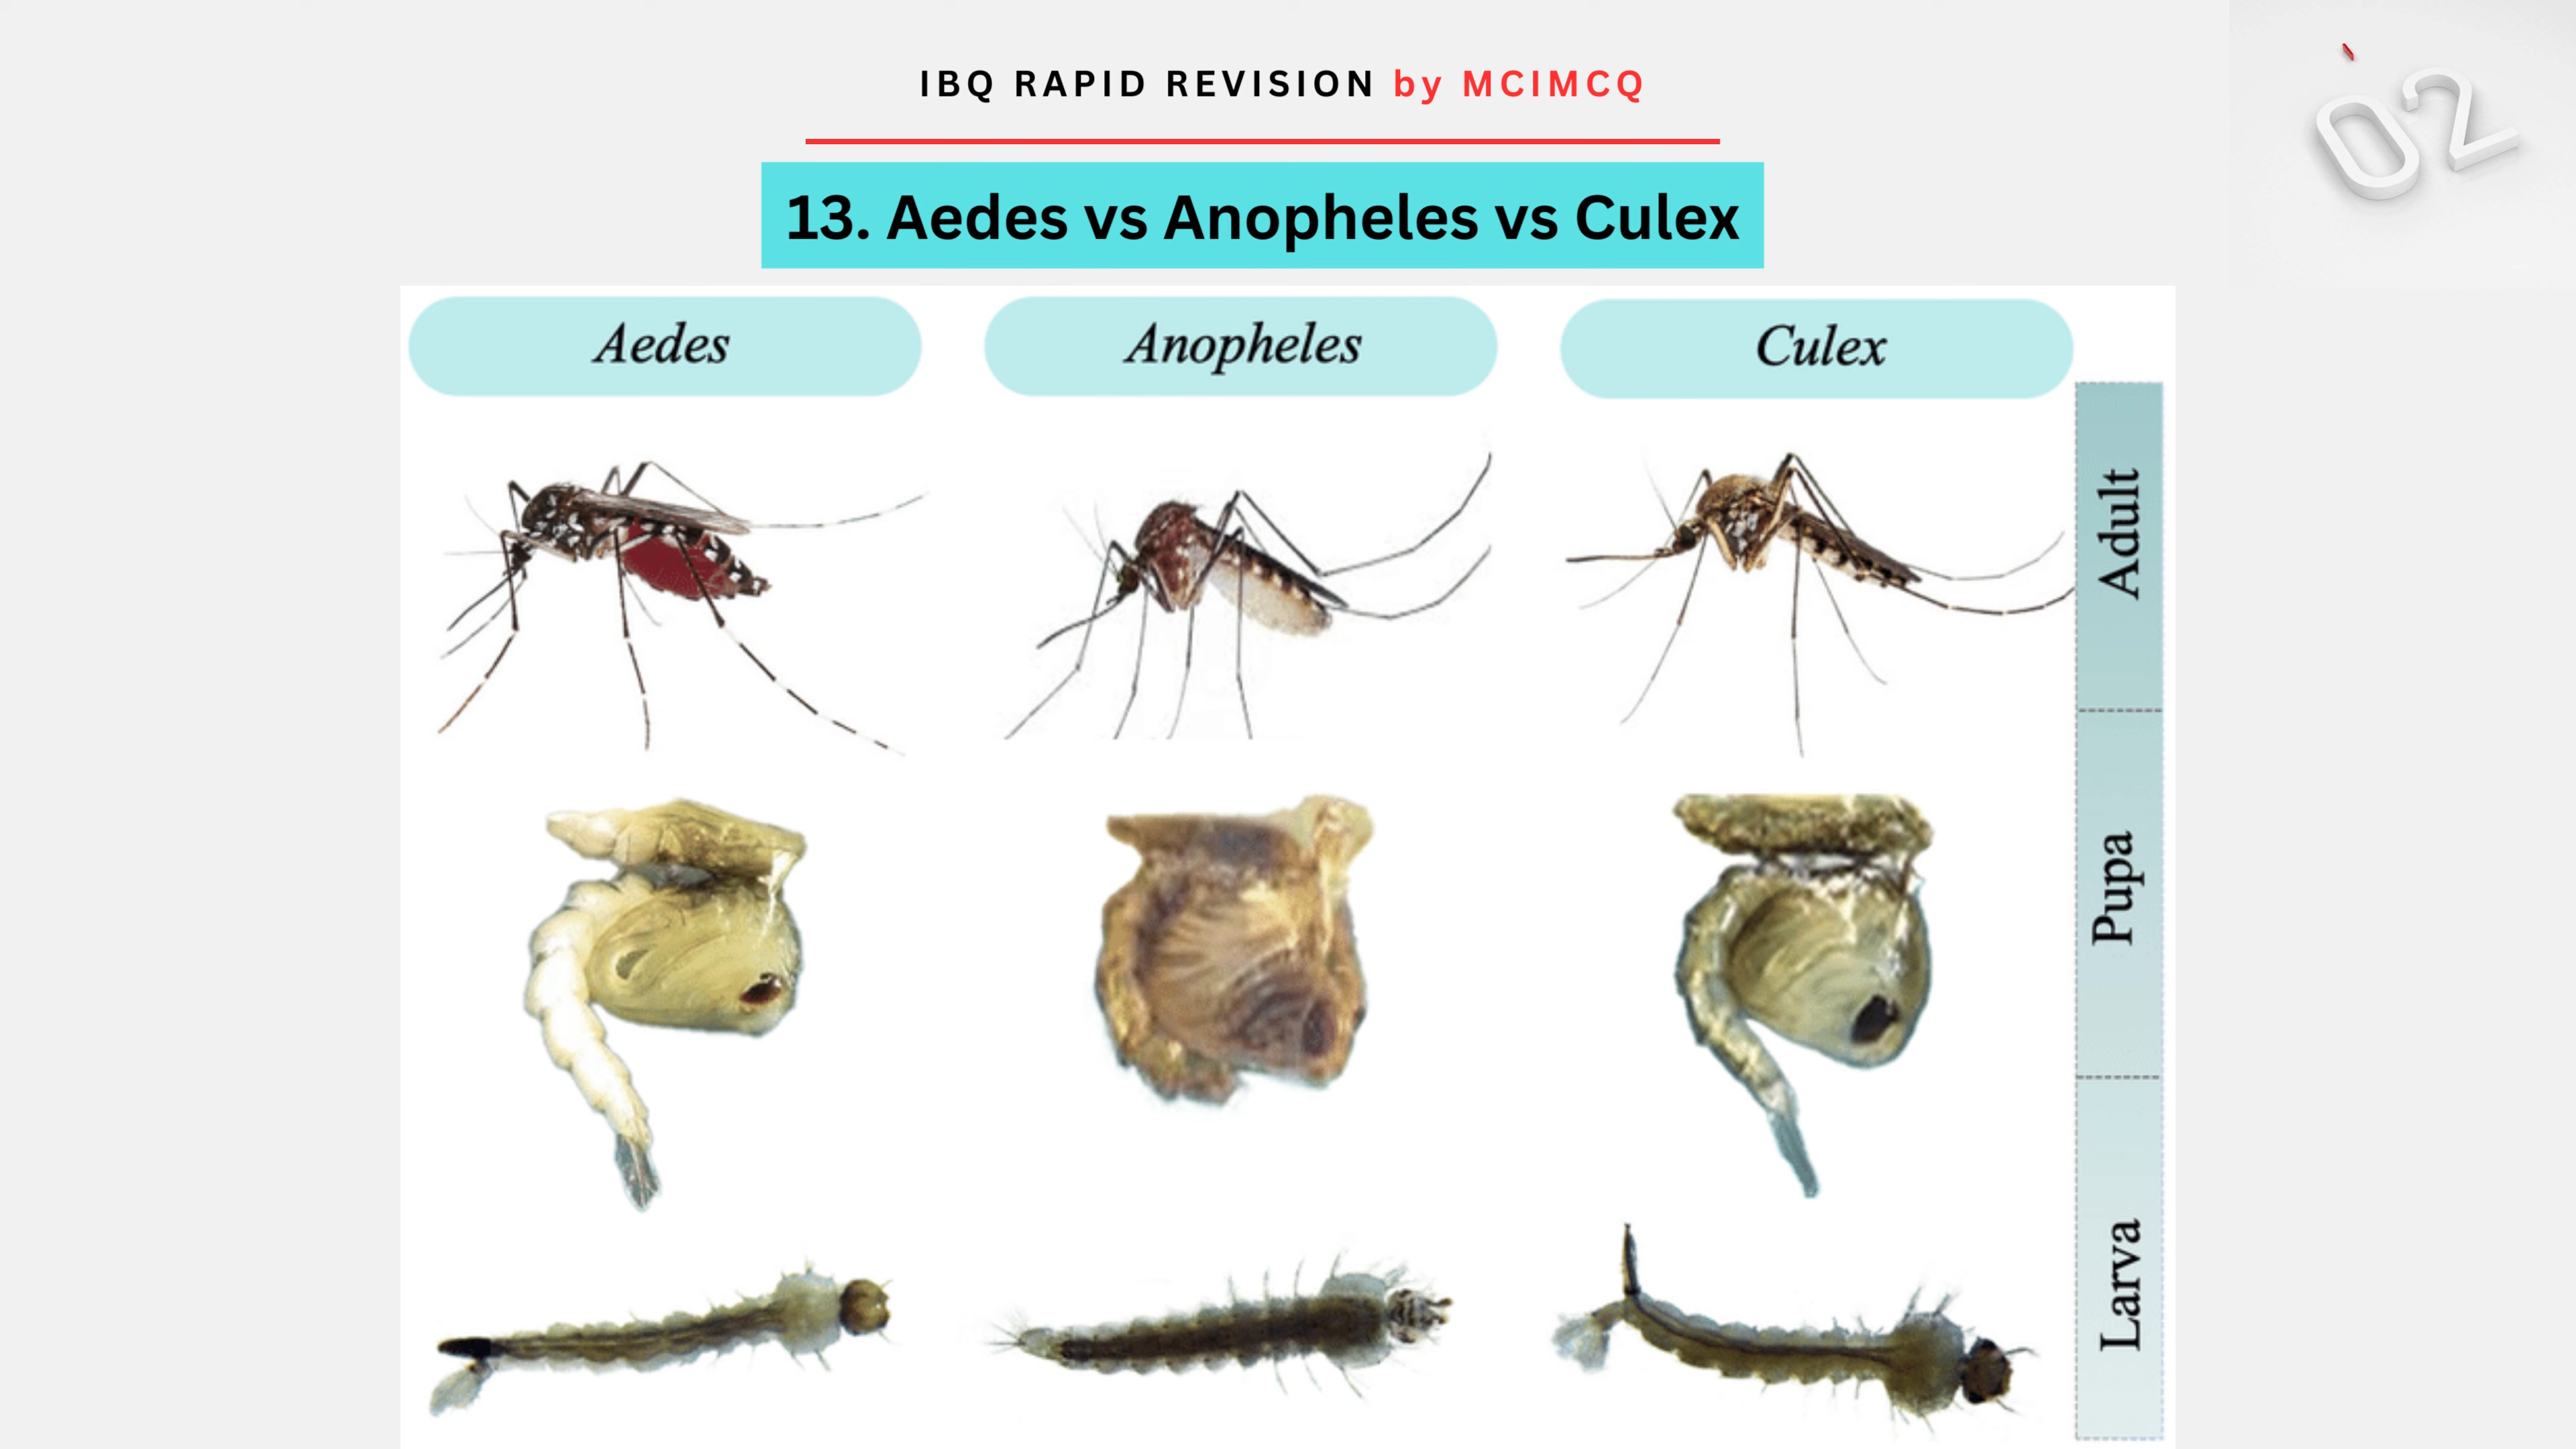 IBQ RAPID REVISION by MCIMCQ
02
13. Aedes vs Anopheles vs Culex
Aedes
Anopheles
Culex
Adult
Pupa
Larva